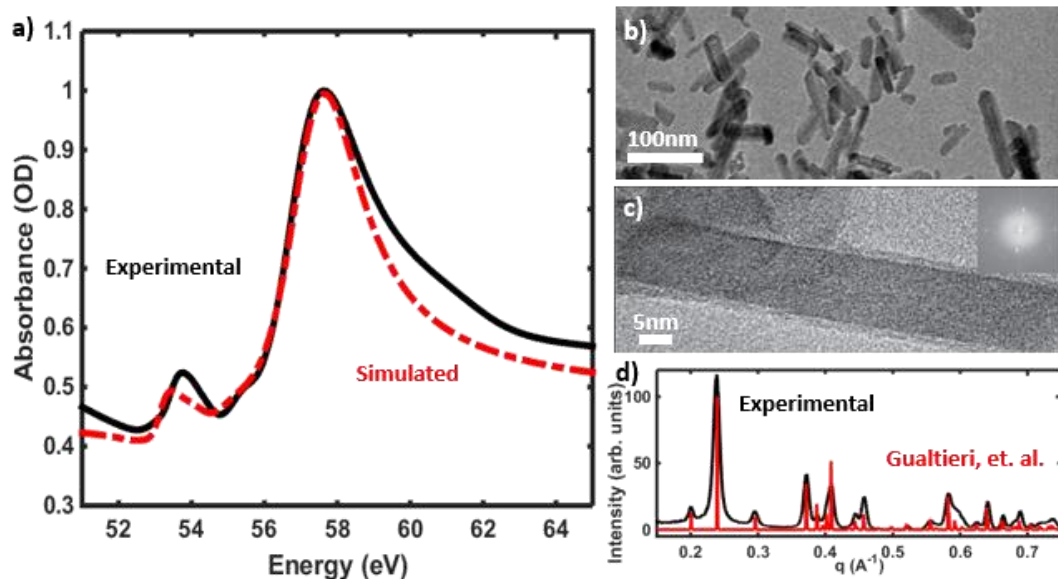 a)
1.1
1
0.9
0.8
0.7
0.6
0.5
0.4
0.3
Absorbance (OD)
Experimental
Simulated
52 54 56 58 60 62 64
Energy (eV)
b)
100nm
c)
5nm
d)
Experimental
Gualtieri, et. al.
Intensity (arb. units)
100
50
0
0.2 0.3 0.4 0.5 0.6 0.7
q (A⁻¹)